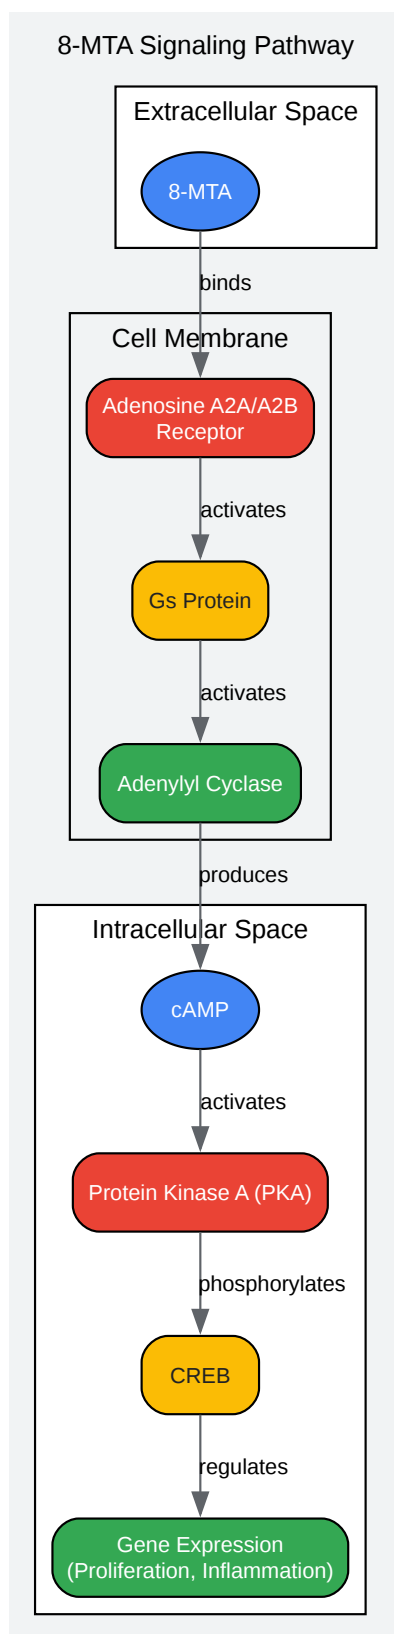 8-MTA Signaling Pathway
Extracellular Space
8-MTA
binds
Cell Membrane
Adenosine A2A/A2B
Receptor
activates
Gs Protein
activates
Adenylyl Cyclase
produces
Intracellular Space
cAMP
activates
Protein Kinase A (PKA)
phosphorylates
CREB
regulates
Gene Expression
(Proliferation, Inflammation)